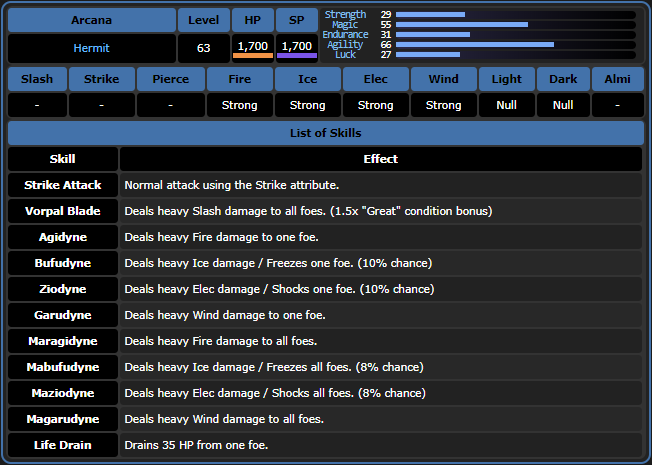 Arcana Level HP SP
Hermit 63 1,700 1,700
Strength 29
Magic 55
Endurance 31
Agility 66
Luck 27
Slash Strike Pierce Fire Ice Elec Wind Light Dark Almi
- - - Strong Strong Strong Strong Null Null -
List of Skills
Skill Effect
Strike Attack Normal attack using the Strike attribute.
Vorpal Blade Deals heavy Slash damage to all foes. (1.5x "Great" condition bonus)
Agidyne Deals heavy Fire damage to one foe.
Bufudyne Deals heavy Ice damage / Freezes one foe. (10% chance)
Ziodyne Deals heavy Elec damage / Shocks one foe. (10% chance)
Garudyne Deals heavy Wind damage to one foe.
Maragidyne Deals heavy Fire damage to all foes.
Mabufudyne Deals heavy Ice damage / Freezes all foes. (8% chance)
Maziodyne Deals heavy Elec damage / Shocks all foes. (8% chance)
Magarudyne Deals heavy Wind damage to all foes.
Life Drain Drains 35 HP from one foe.